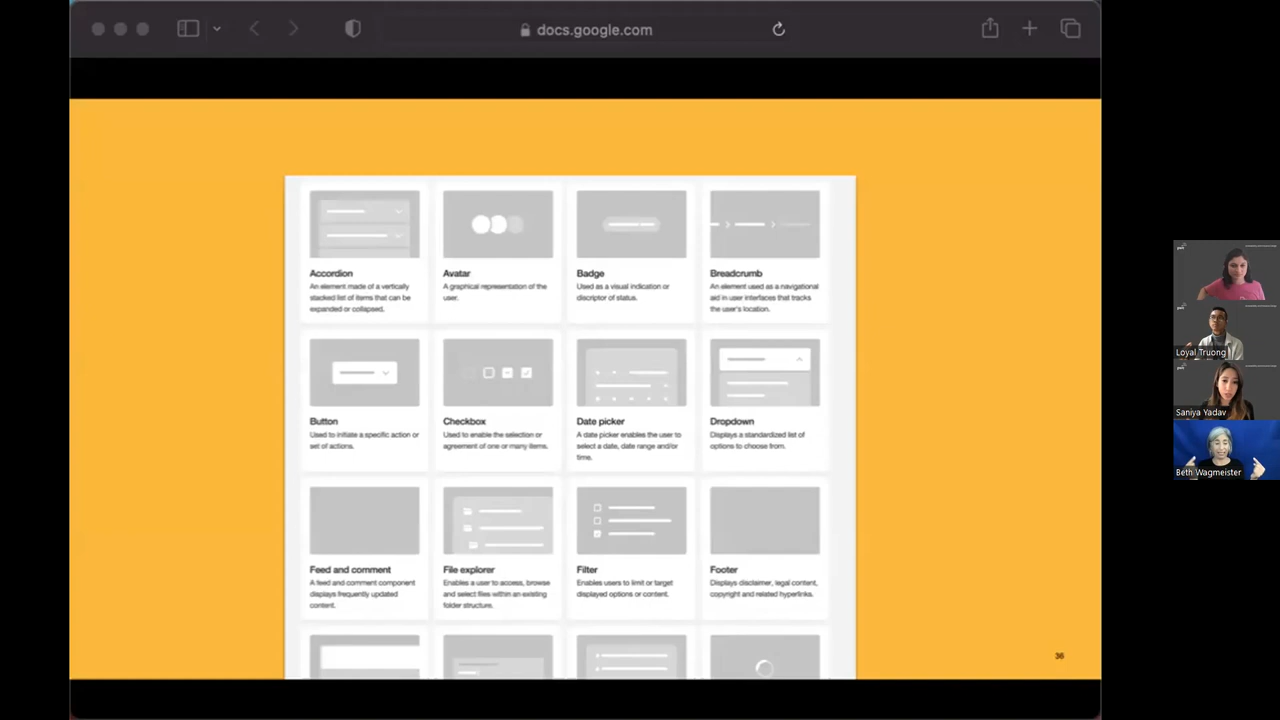 docs.google.com
Accordion
An element made of a vertically
stacked list of items that can be
expanded or collapsed.
Avatar
A graphical representation of the
user.
Badge
Used as a visual indication or
discriptor of status.
Breadcrumb
An element used as a navigational
aid in user interfaces that tracks
the user's location.
Button
Used to initiate a specific action or
set of actions.
Checkbox
Used to enable the selection or
agreement of one or many items.
Date picker
A date picker enables the user to
select a date, date range and/or
time.
Dropdown
Displays a standardized list of
options to choose from.
Feed and comment
A feed and comment component
displays frequently updated
content.
File explorer
Enables a user to access, browse
and select files within an existing
folder structure.
Filter
Enables users to limit or target
displayed options or content.
Footer
Displays disclaimer, legal content,
copyright and related hyperlinks.
36
Loyal Truong
Saniya Yadav
Beth Wagmeister